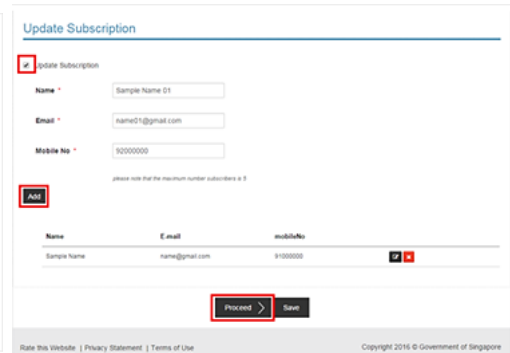 Update Subscription
Update Subscription
Name *
Sample Name 01
Email *
name01@gmail.com
Mobile No *
92000000
please note that the maximum number subscribers is 5
Add
Name E.mail mobileNo
Sample Name name@gmail.com 91000000
Proceed Save
Rate this Website | Privacy Statement | Terms of Use Copyright 2016 © Government of Singapore